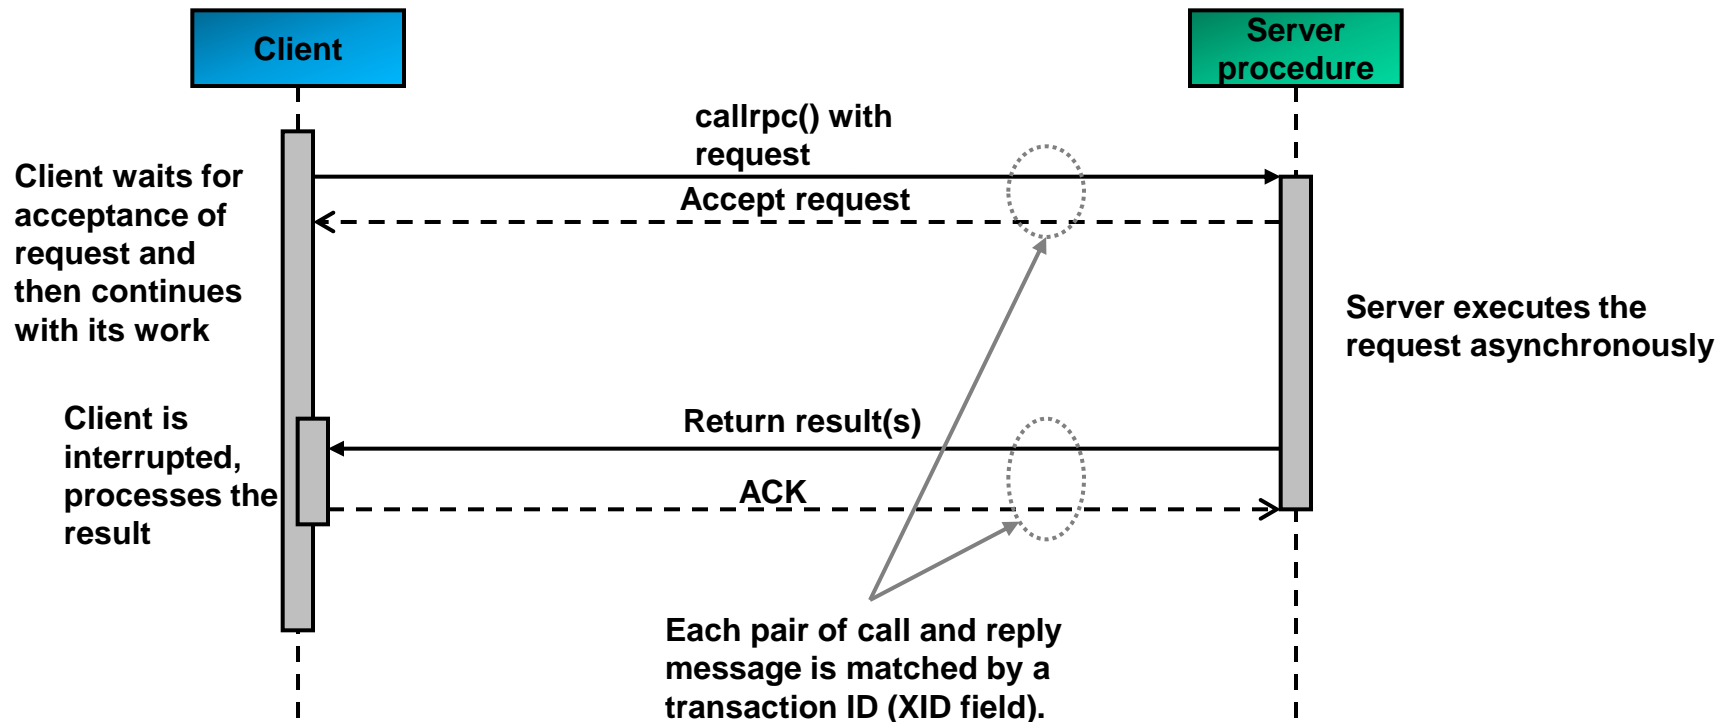 Client
Server
procedure
callrpc() with
request
Client waits for
acceptance of
request and
then continues
with its work
Accept request
Server executes the
request asynchronously
Client is
interrupted,
processes the
result
Return result(s)
ACK
Each pair of call and reply
message is matched by a
transaction ID (XID field).